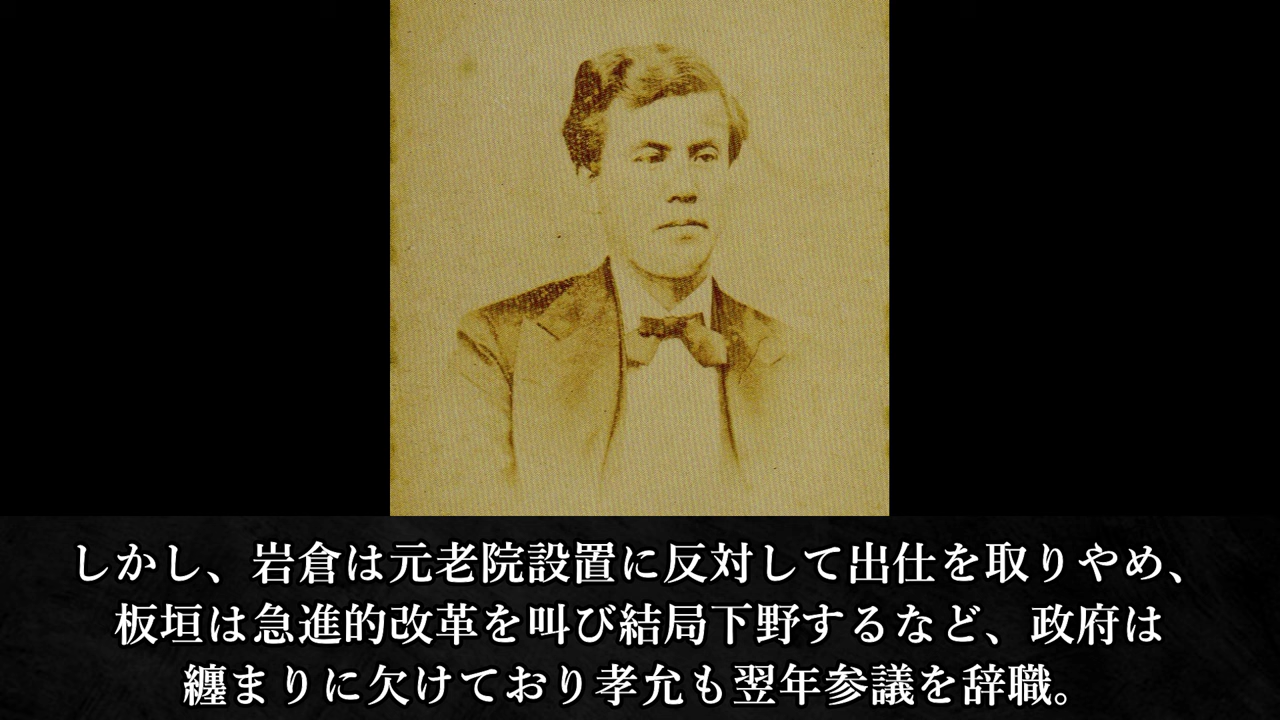 しかし、岩倉は元老院設置に反対して出仕を取りやめ、
板垣は急進的改革を叫び結局下野するなど、政府は
纏まりに欠けており孝允も翌年参議を辞職。